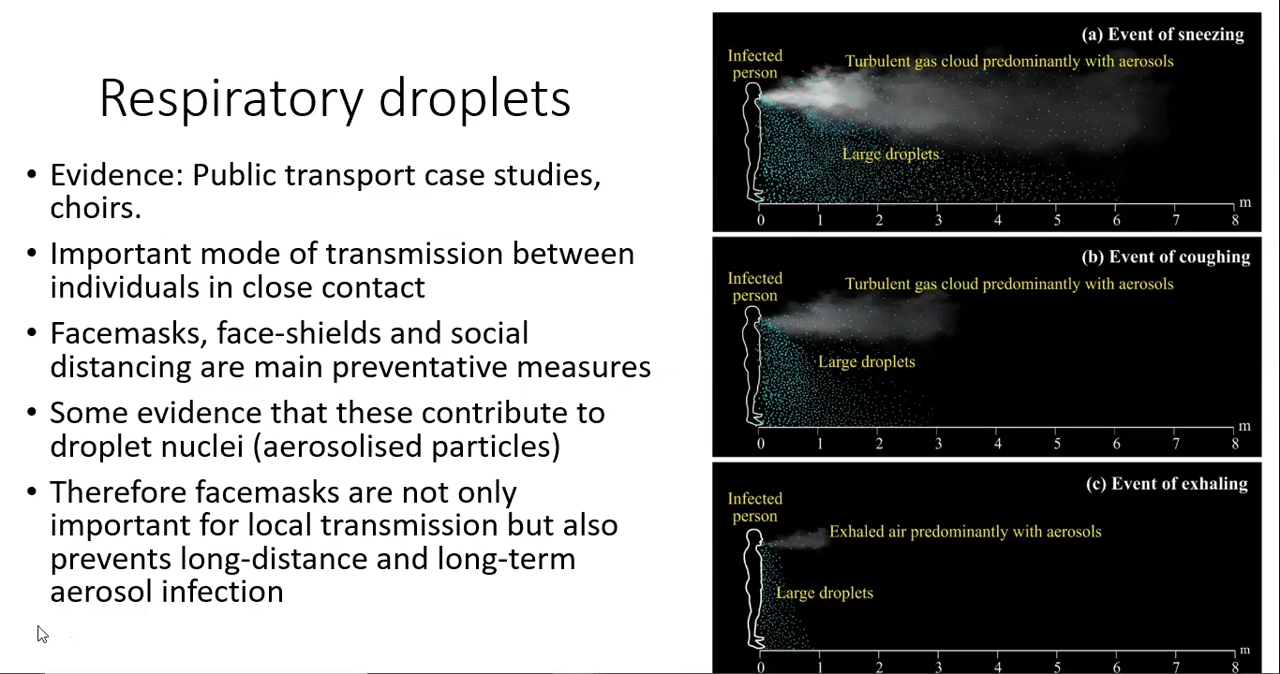 Respiratory droplets
• Evidence: Public transport case studies,
choirs.
• Important mode of transmission between
individuals in close contact
• Facemasks, face-shields and social
distancing are main preventative measures
• Some evidence that these contribute to
droplet nuclei (aerosolised particles)
• Therefore facemasks are not only
important for local transmission but also
prevents long-distance and long-term
aerosol infection
(a) Event of sneezing
Infected
person
Turbulent gas cloud predominantly with aerosols
Large droplets
m
0 1 2 3 4 5 6 7 8
(b) Event of coughing
Infected
person
Turbulent gas cloud predominantly with aerosols
Large droplets
m
0 1 2 3 4 5 6 7 8
(c) Event of exhaling
Infected
person
Exhaled air predominantly with aerosols
Large droplets
m
0 1 2 3 4 5 6 7 8